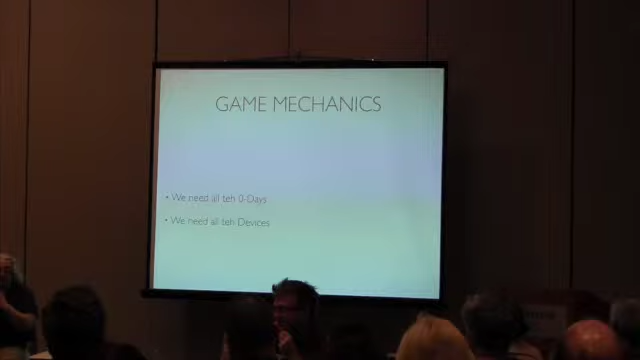 GAME MECHANICS
• We need all teh 0-Days
• We need all teh Devices